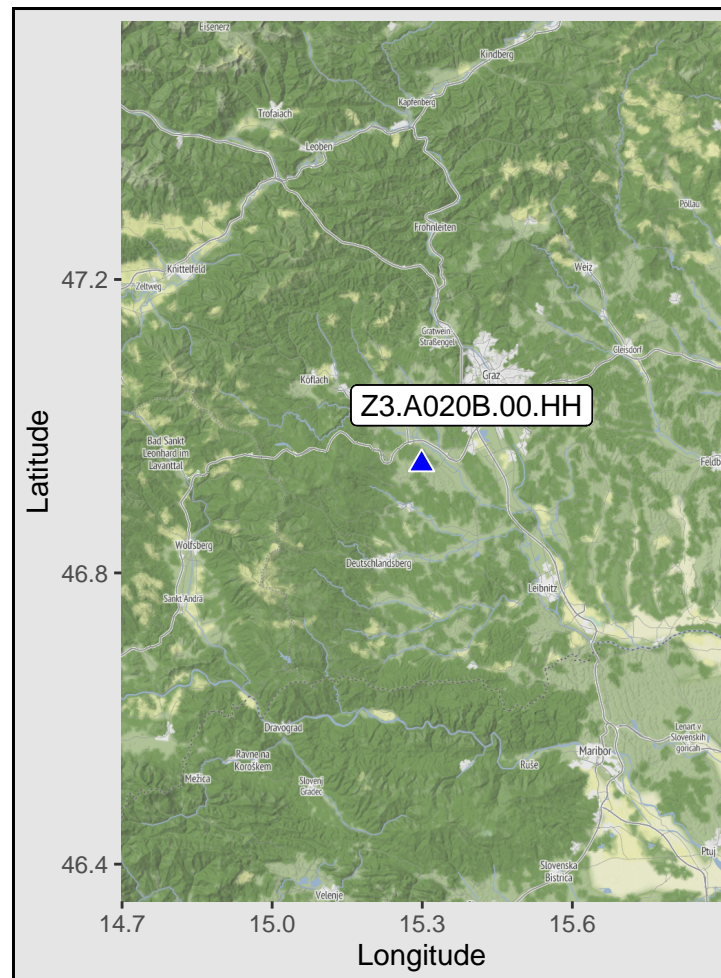 Eisenerz
Kindberg
Kapfenberg
Trofaiach
Leoben
Pöllau
Frohnleiten
47.2
Knittelfeld
Weiz
Zeltweg
Gratwein-
Straßengel
Gleisdorf
Graz
Köflach
Z3.A020B.00.HH
Bad Sankt
Leonhard im
Lavanttal
Feldb
Latitude
46.8
Wolfsberg
Deutschlandsberg
Leibnitz
Sankt Andrä
Dravograd
Lenart v
Slovenskih
goricah
Ravne na
Koroškem
Maribor
Mežica
Ruše
Slovenj
Gradec
Ptuj
46.4
Slovenska
Bistrica
Velenje
14.7
15.0
15.3
15.6
Longitude